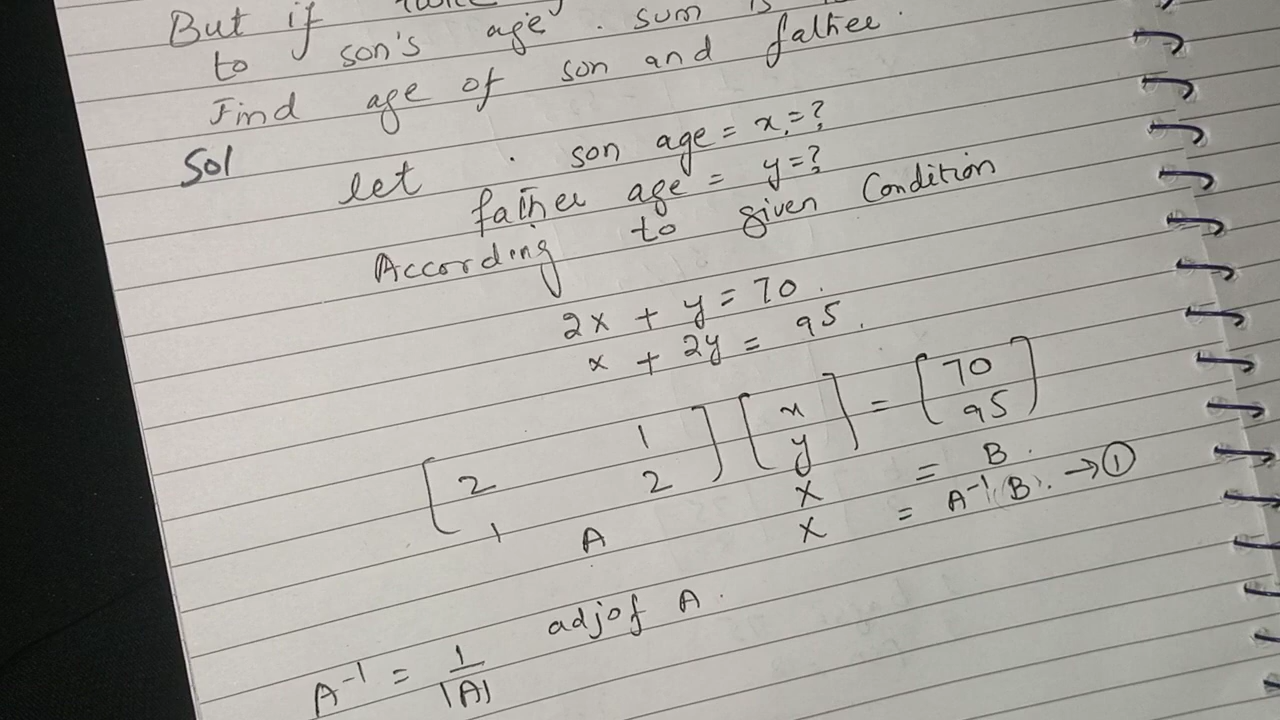 But if
to son's age . sum is
Find age of son and father.
Sol let . son age = x = ?
father age = y = ?
According to given Condition
2x + y = 70.
x + 2y = 95.
[2 1
1 2] [x
y] = [70
95]
A X = B.
X = A⁻¹(B). → ①
A⁻¹ = 1/|A| adj of A.